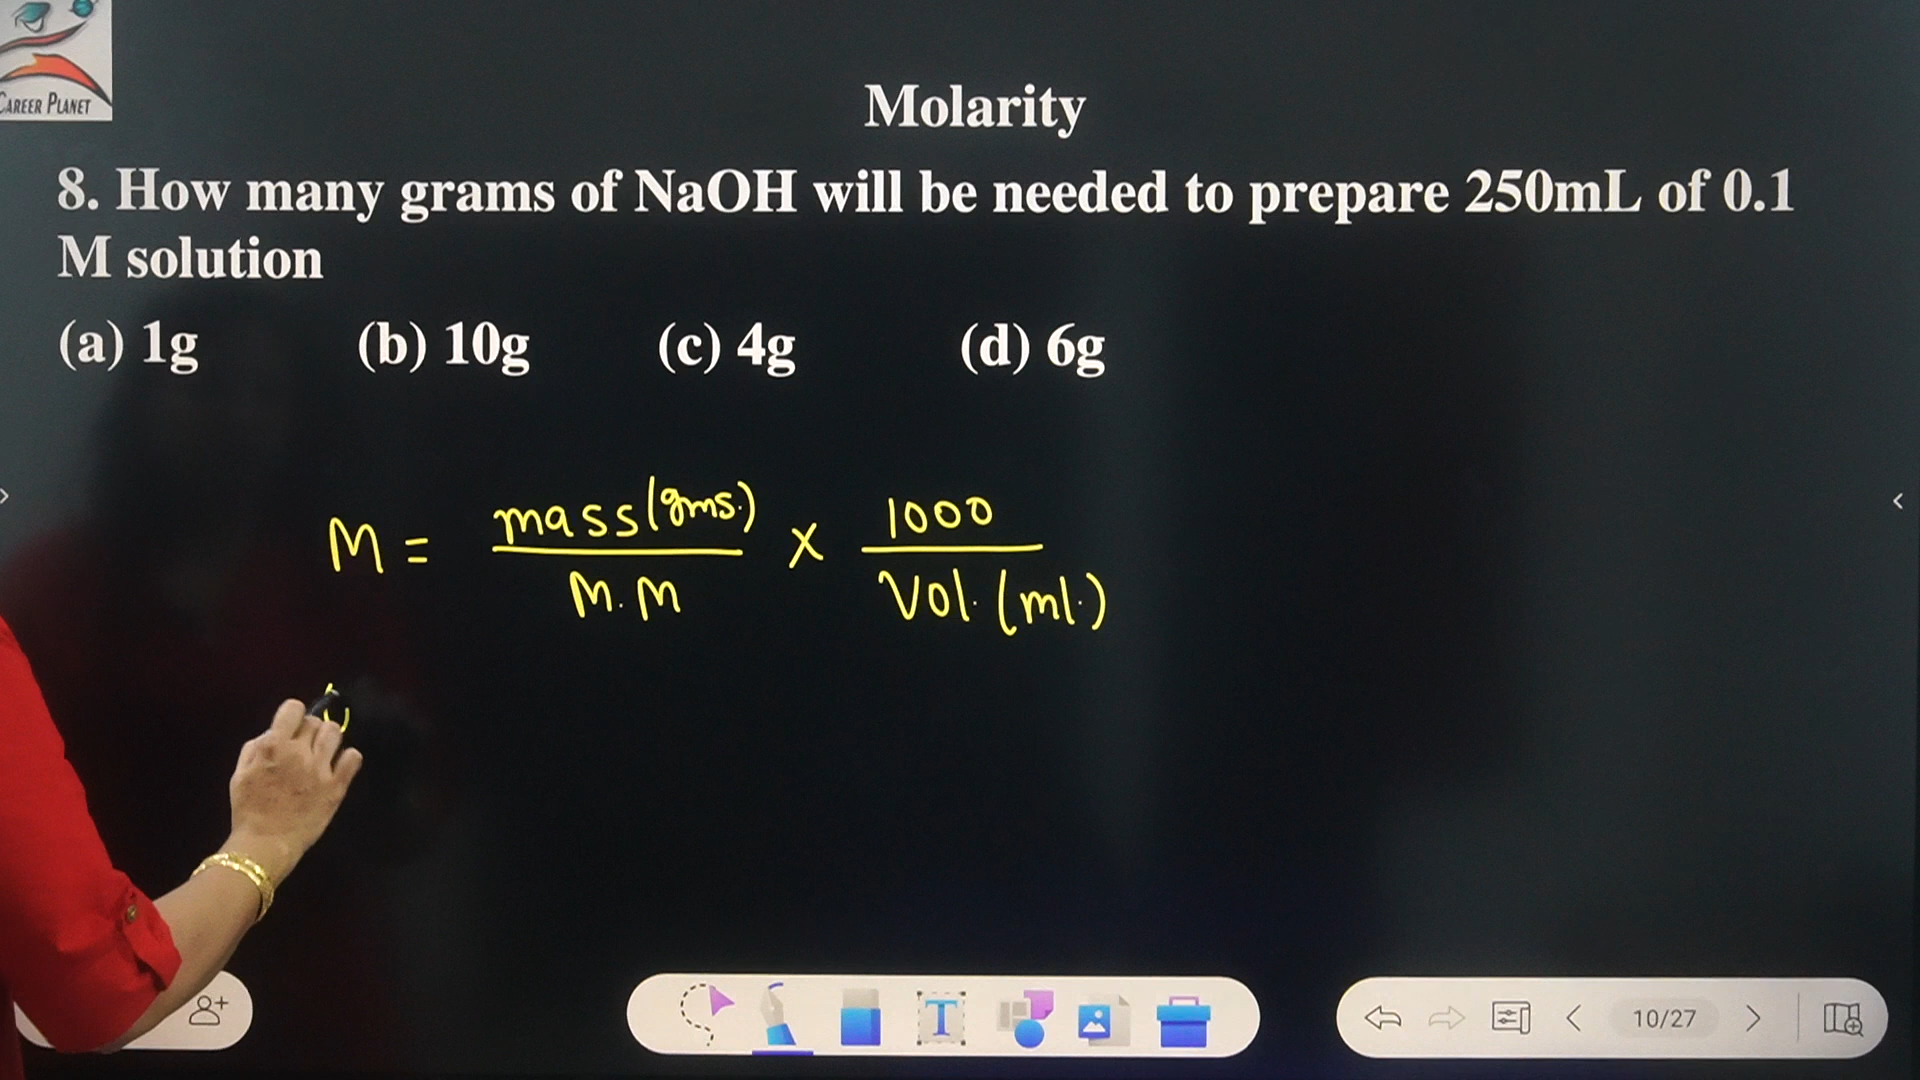 CAREER PLANET
Molarity
8. How many grams of NaOH will be needed to prepare 250mL of 0.1
M solution
(a) 1g (b) 10g (c) 4g (d) 6g
M = mass(gms.) / M.M × 1000 / Vol. (ml.)
T
10/27